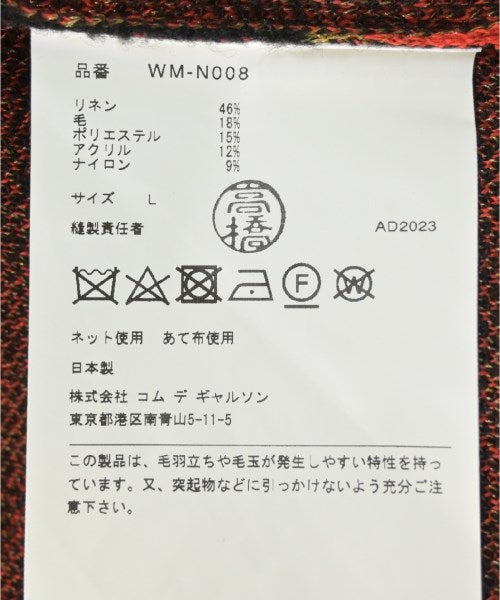 品番 WM-N008
リネン 46%
毛 18%
ポリエステル 15%
アクリル 12%
ナイロン 9%
サイズ L
縫製責任者 高橋 AD2023
F W
ネット使用 あて布使用
日本製
株式会社 コム デ ギャルソン
東京都港区南青山5-11-5
この製品は、毛羽立ちや毛玉が発生しやすい特性を持っ
ています。又、突起物などに引っかけないよう充分ご注
意下さい。